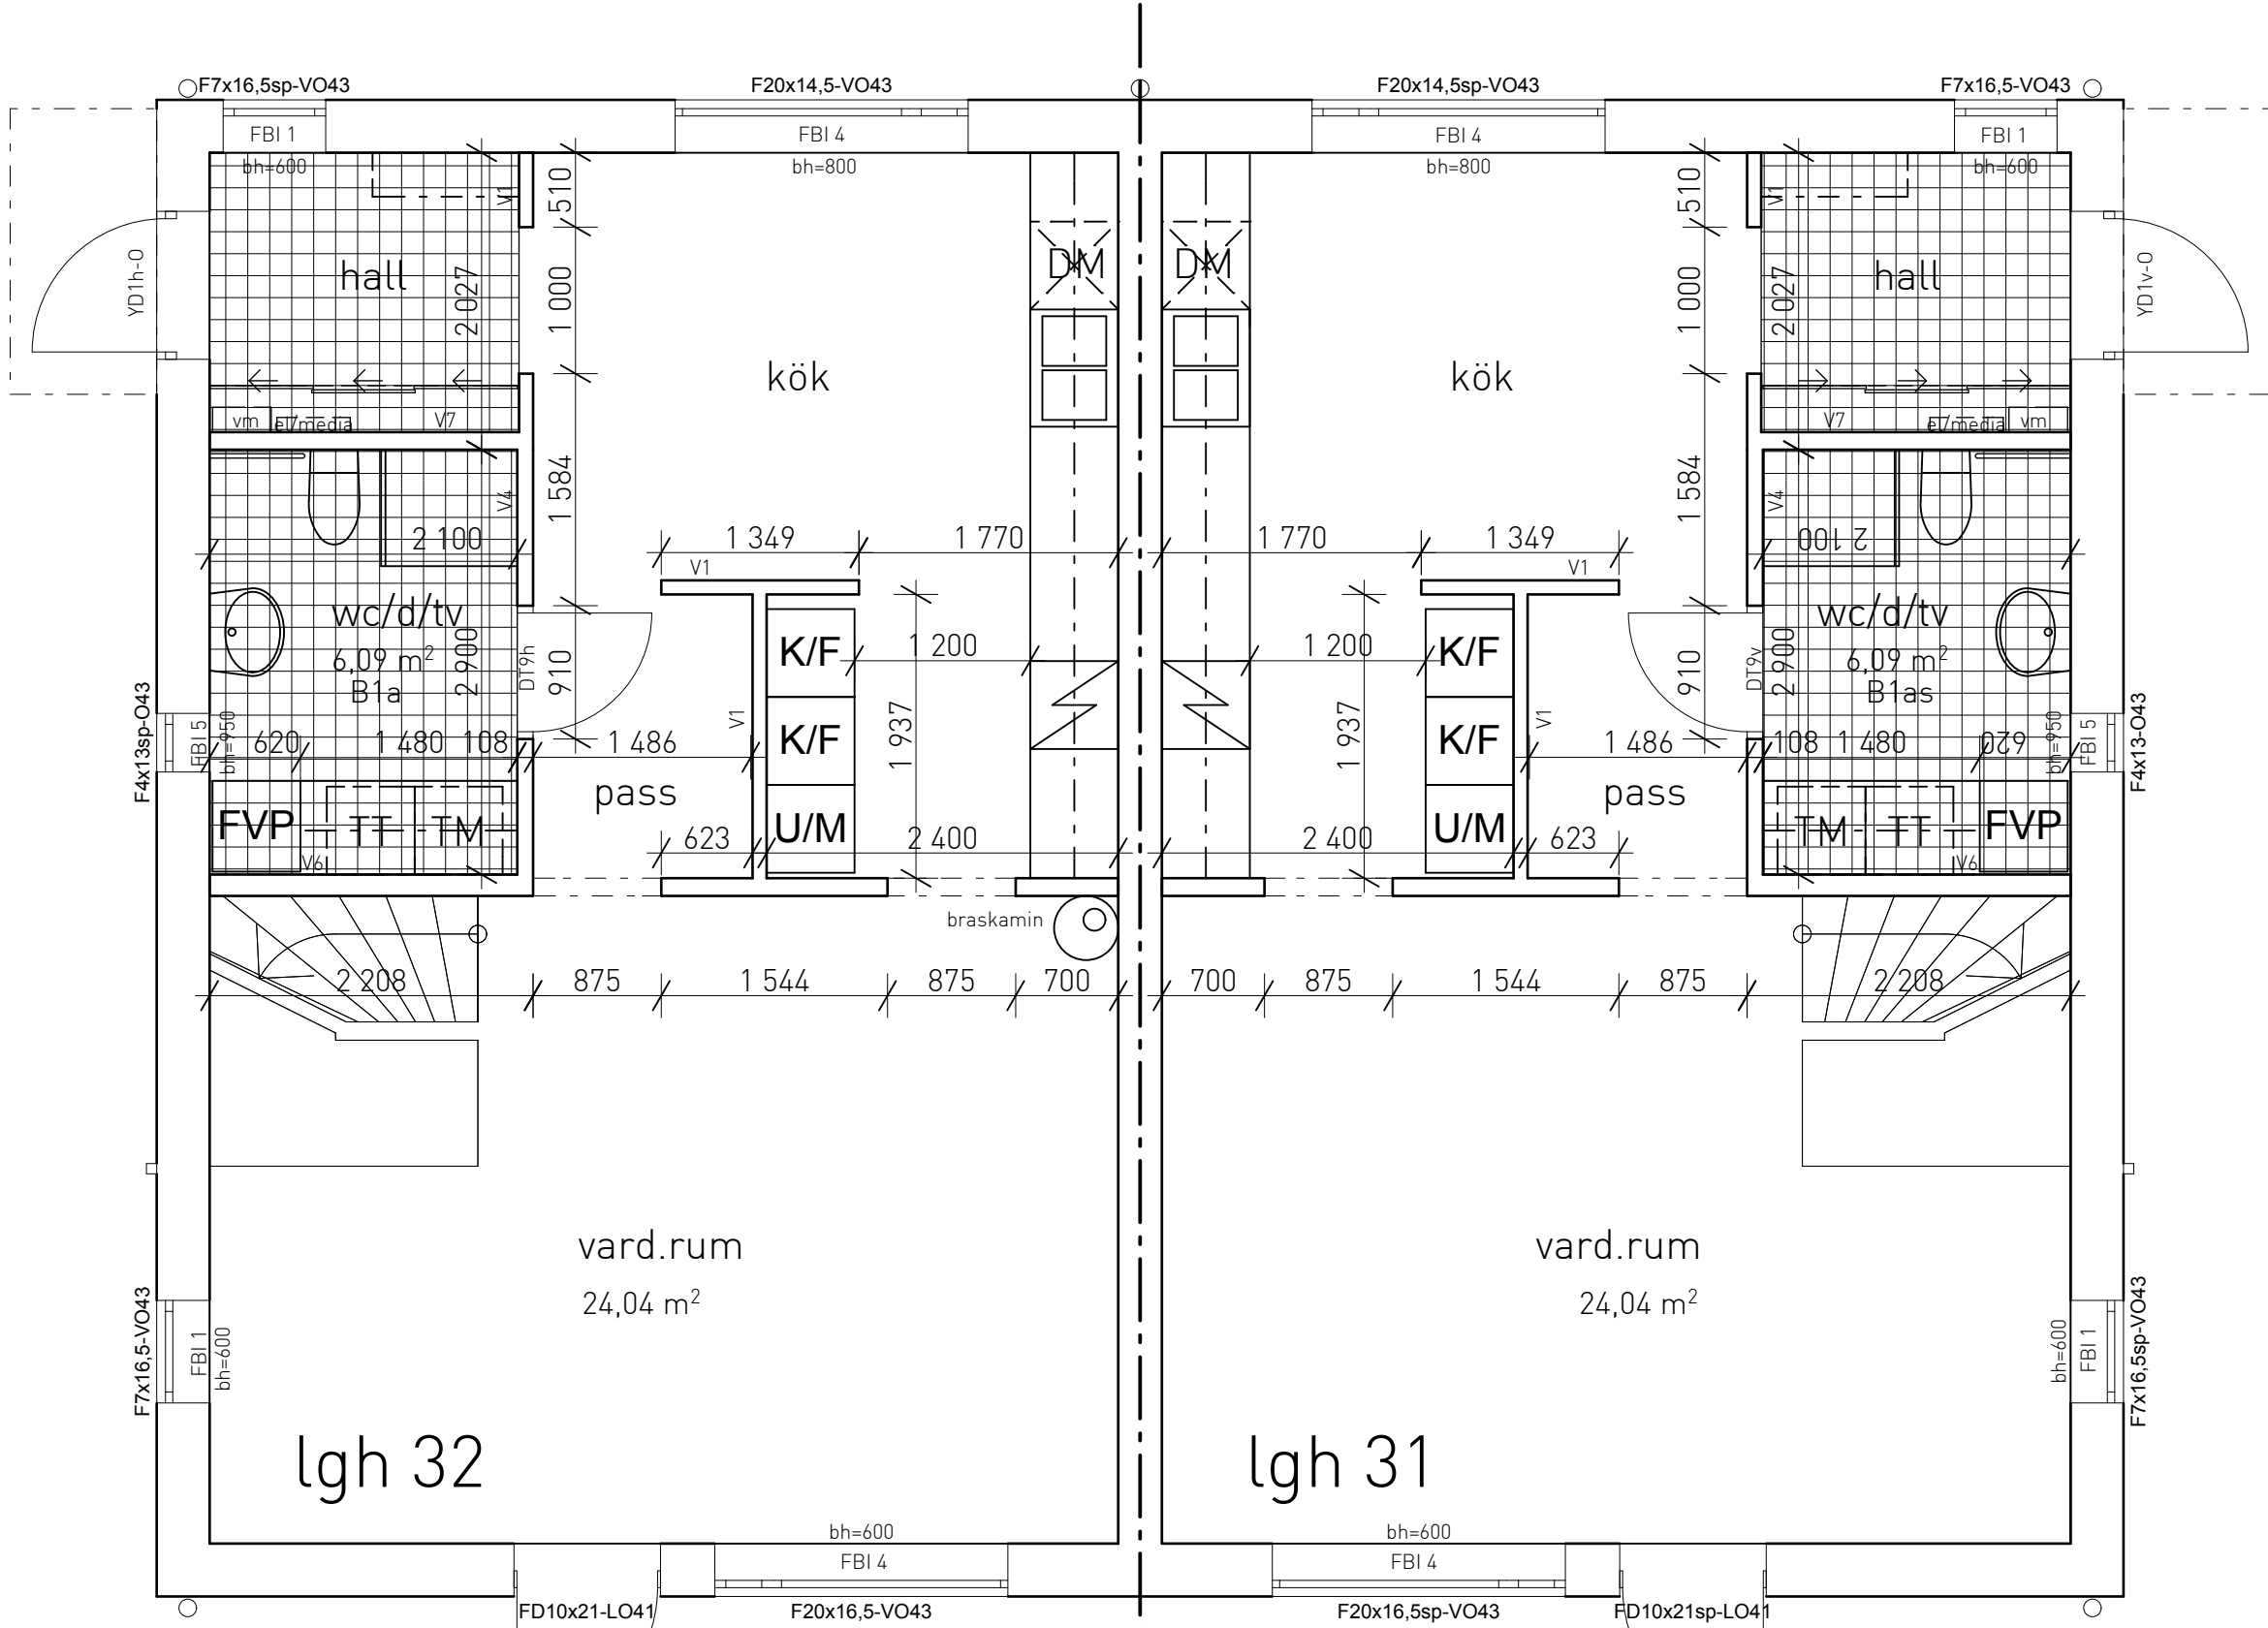 F7x16,5sp-VO43
F20x14,5-VO43
F20x14,5sp-VO43
F7x16,5-VO43
FBI 1
FBI 4
FBI 4
FBI 1
bh=600
bh=800
bh=800
bh=600
V1
510
510
V1
YD1h-O
hall
2 027
1 000
DM
DM
1 000
2 027
hall
YD1v-O
kök
kök
vm
el/media
V7
V7
el/media
vm
V4
1 584
1 584
V4
2 100
1 349
1 770
1 770
1 349
2 100
V1
V1
wc/d/tv
6,09 m²
B1a
2 900
DT9h
910
K/F
1 200
1 200
K/F
910
DT9v
2 900
wc/d/tv
6,09 m²
B1as
F4x13sp-O43
FBI 5
bh=950
620
1 480
108
1 486
V1
K/F
1 937
1 937
K/F
V1
1 486
108
1 480
620
bh=950
FBI 5
F4x13-O43
pass
pass
FVP
TT
TM
V6
623
U/M
2 400
2 400
U/M
623
TM
TT
FVP
V6
braskamin
2 208
875
1 544
875
700
700
875
1 544
875
2 208
vard.rum
24,04 m²
vard.rum
24,04 m²
F7x16,5-VO43
FBI 1
bh=600
bh=600
FBI 1
F7x16,5sp-VO43
lgh 32
lgh 31
bh=600
bh=600
FBI 4
FBI 4
FD10x21-LO41
F20x16,5-VO43
F20x16,5sp-VO43
FD10x21sp-LO41